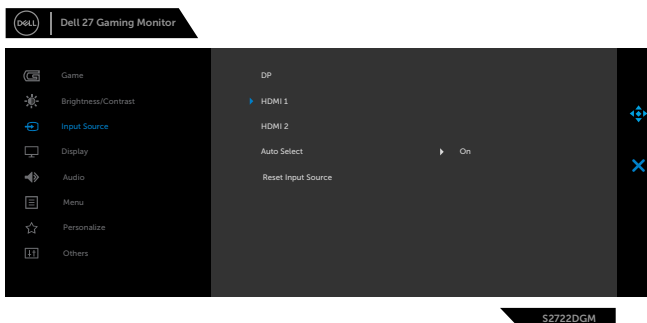 DELL
Dell 27 Gaming Monitor
Game
DP
Brightness/Contrast
HDMI 1
Input Source
HDMI 2
Display
Auto Select
On
Audio
Reset Input Source
Menu
Personalize
Others
S2722DGM